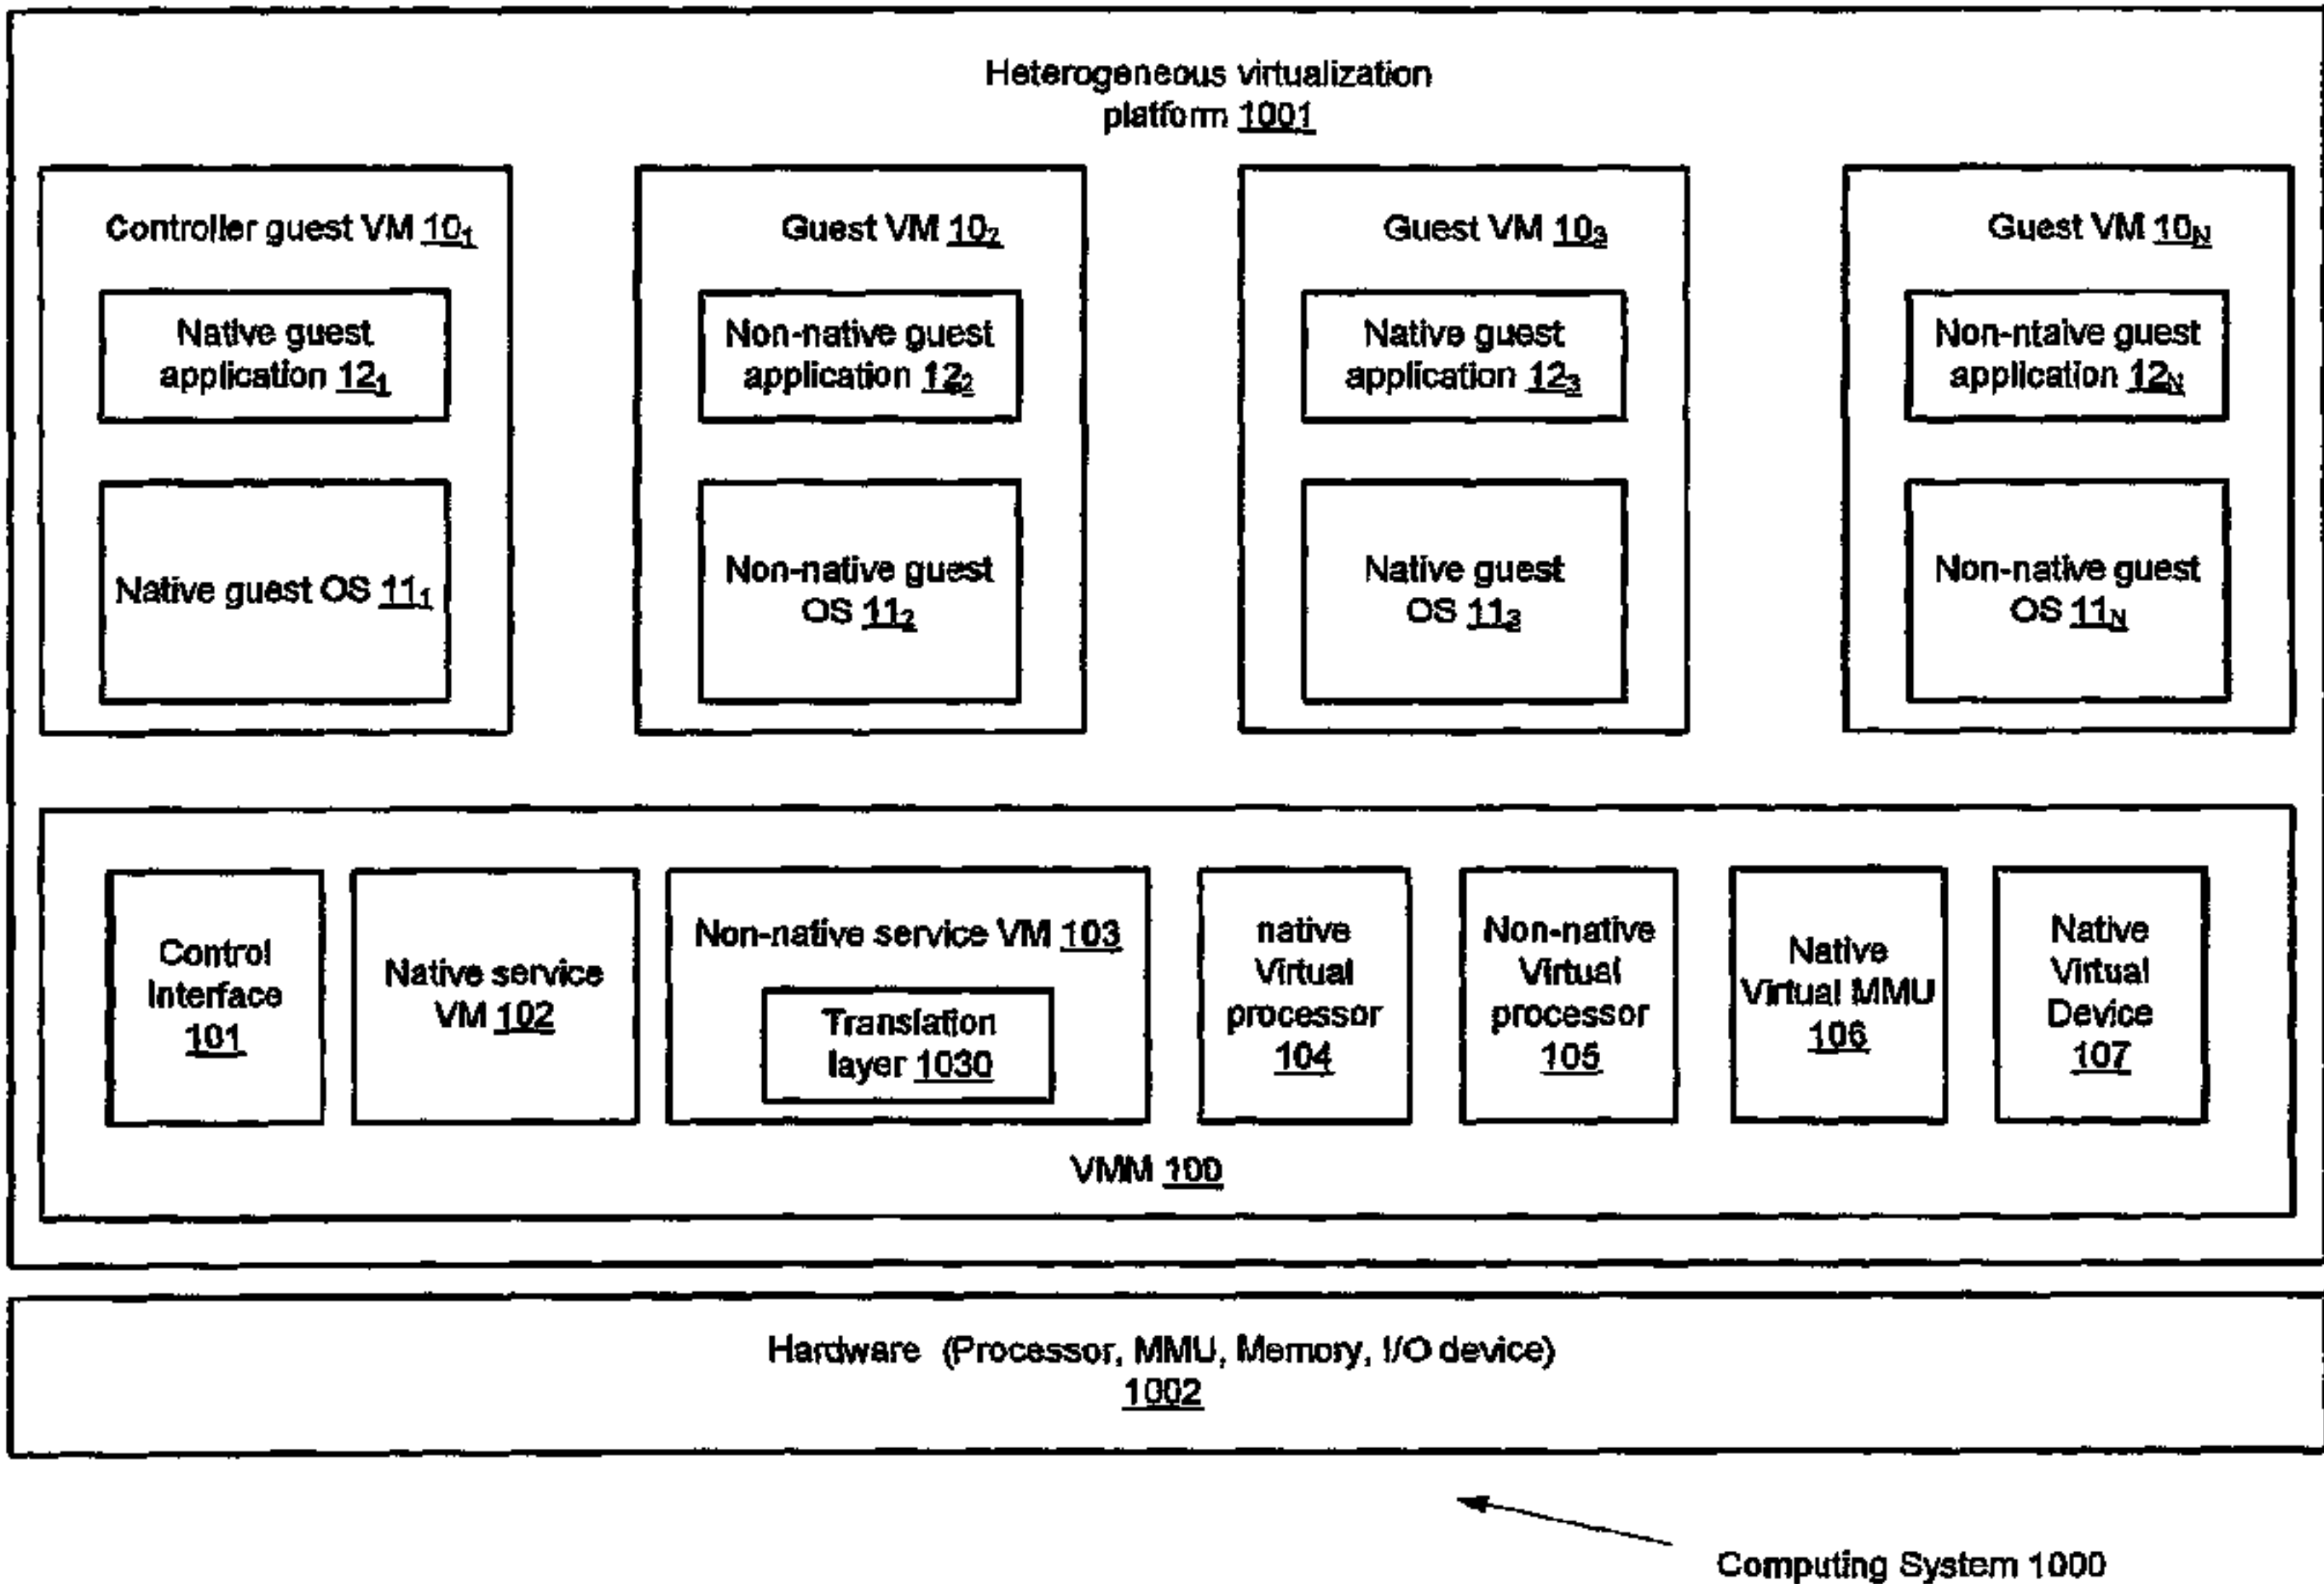 Heterogeneous virtualization
platform 1001
Controller guest VM 10₁
Native guest
application 12₁
Native guest OS 11₁
Guest VM 10₂
Non-native guest
application 12₂
Non-native guest
OS 11₂
Guest VM 10₃
Native guest
application 12₃
Native guest
OS 11₃
Guest VM 10N
Non-ntaive guest
application 12N
Non-native guest
OS 11N
Control
Interface
101
Native service
VM 102
Non-native service VM 103
Translation
layer 1030
native
Virtual
processor
104
Non-native
Virtual
processor
105
Native
Virtual MMU
106
Native
Virtual
Device
107
VMM 100
Hardware (Processor, MMU, Memory, I/O device)
1002
Computing System 1000